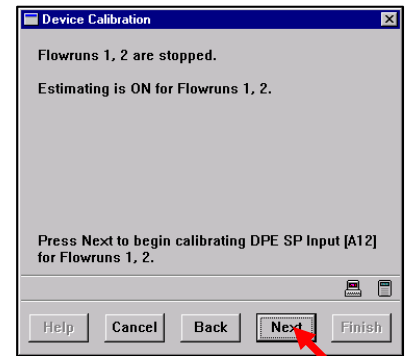 Device Calibration
Flowruns 1, 2 are stopped.
Estimating is ON for Flowruns 1, 2.
Press Next to begin calibrating DPE SP Input [A12]
for Flowruns 1, 2.
Help Cancel Back Next Finish